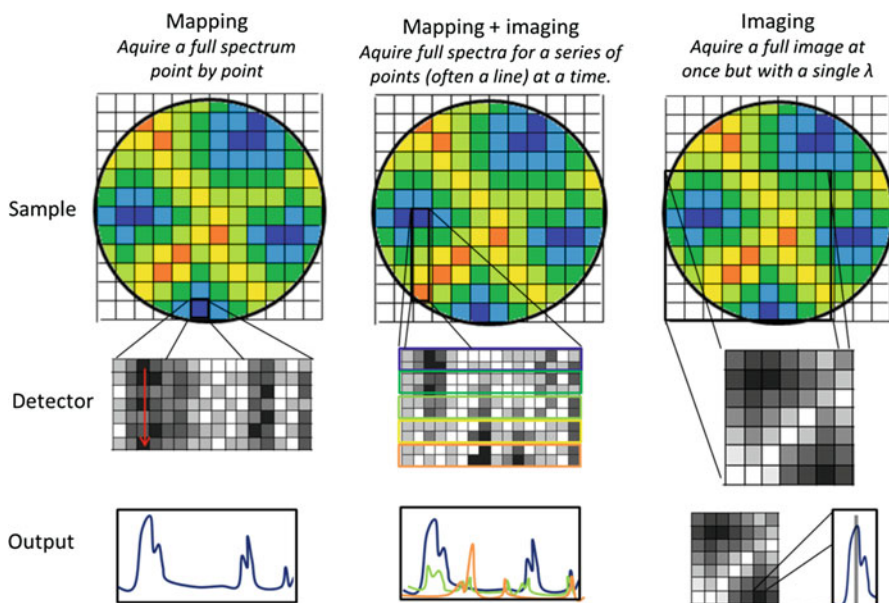 Mapping
Aquire a full spectrum
point by point
Mapping + imaging
Aquire full spectra for a series of
points (often a line) at a time.
Imaging
Aquire a full image at
once but with a single λ
Sample
Detector
Output